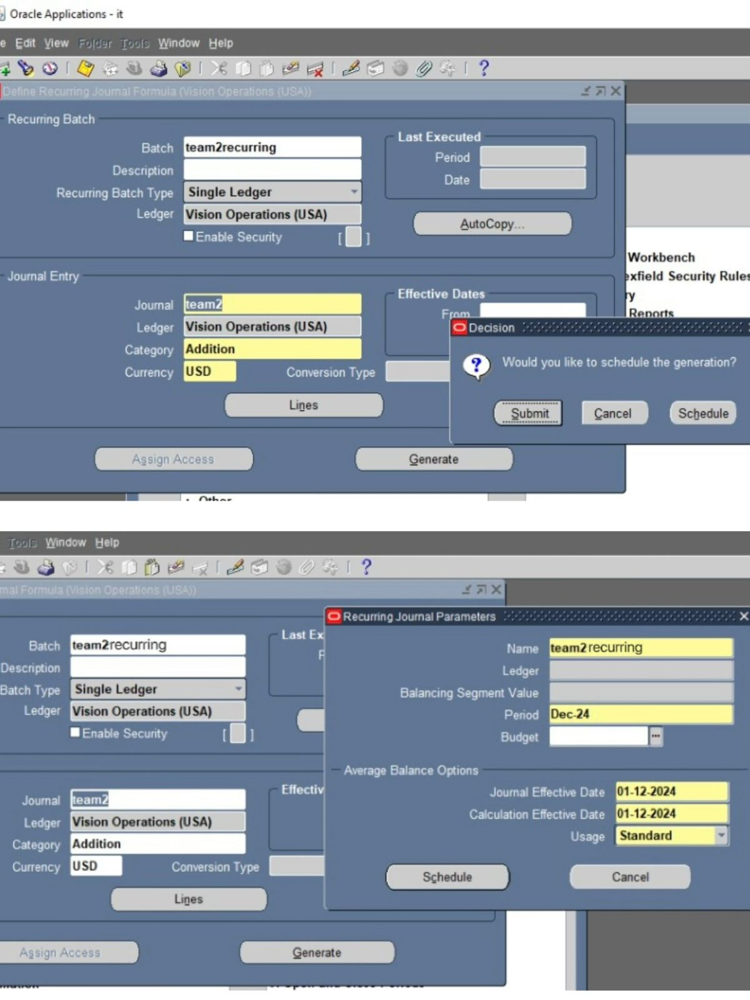 Oracle Applications - it
e Edit View Folder Tools Window Help
Define Recurring Journal Formula (Vision Operations (USA))
Recurring Batch
Batch team2recurring
Description
Recurring Batch Type Single Ledger
Ledger Vision Operations (USA)
Enable Security [ ]
Last Executed
Period
Date
AutoCopy...
Workbench
exfield Security Rules
ry
Reports
Journal Entry
Journal team2
Ledger Vision Operations (USA)
Category Addition
Currency USD
Conversion Type
Effective Dates
From
Lines
Assign Access
Generate
Decision
Would you like to schedule the generation?
Submit Cancel Schedule
Other
Tools Window Help
rnal Formula (Vision Operations (USA))
Batch team2recurring
Description
Batch Type Single Ledger
Ledger Vision Operations (USA)
Enable Security [ ]
Last Ex
Journal team2
Ledger Vision Operations (USA)
Category Addition
Currency USD
Conversion Type
Effectiv
Lines
Assign Access
Generate
Recurring Journal Parameters
Name team2recurring
Ledger
Balancing Segment Value
Period Dec-24
Budget
Average Balance Options
Journal Effective Date 01-12-2024
Calculation Effective Date 01-12-2024
Usage Standard
Schedule Cancel